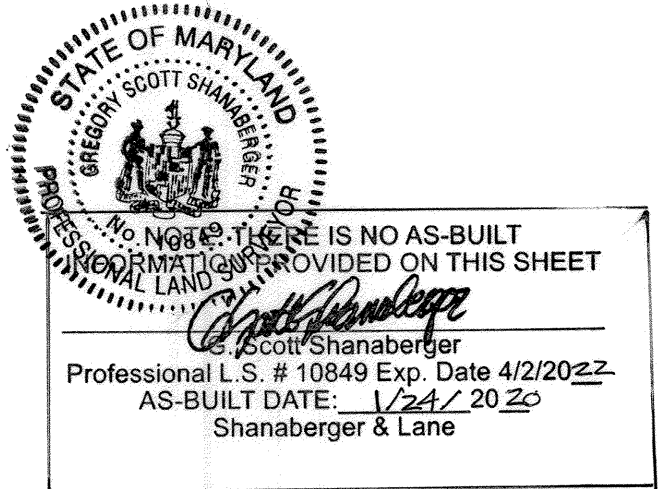 STATE OF MARYLAND
GREGORY SCOTT SHANABERGER
No. 10849
PROFESSIONAL LAND SURVEYOR
NOTE: THERE IS NO AS-BUILT
INFORMATION PROVIDED ON THIS SHEET
G. Scott Shanaberger
G. Scott Shanaberger
Professional L.S. # 10849 Exp. Date 4/2/2022
AS-BUILT DATE: 1/24/2020
Shanaberger & Lane